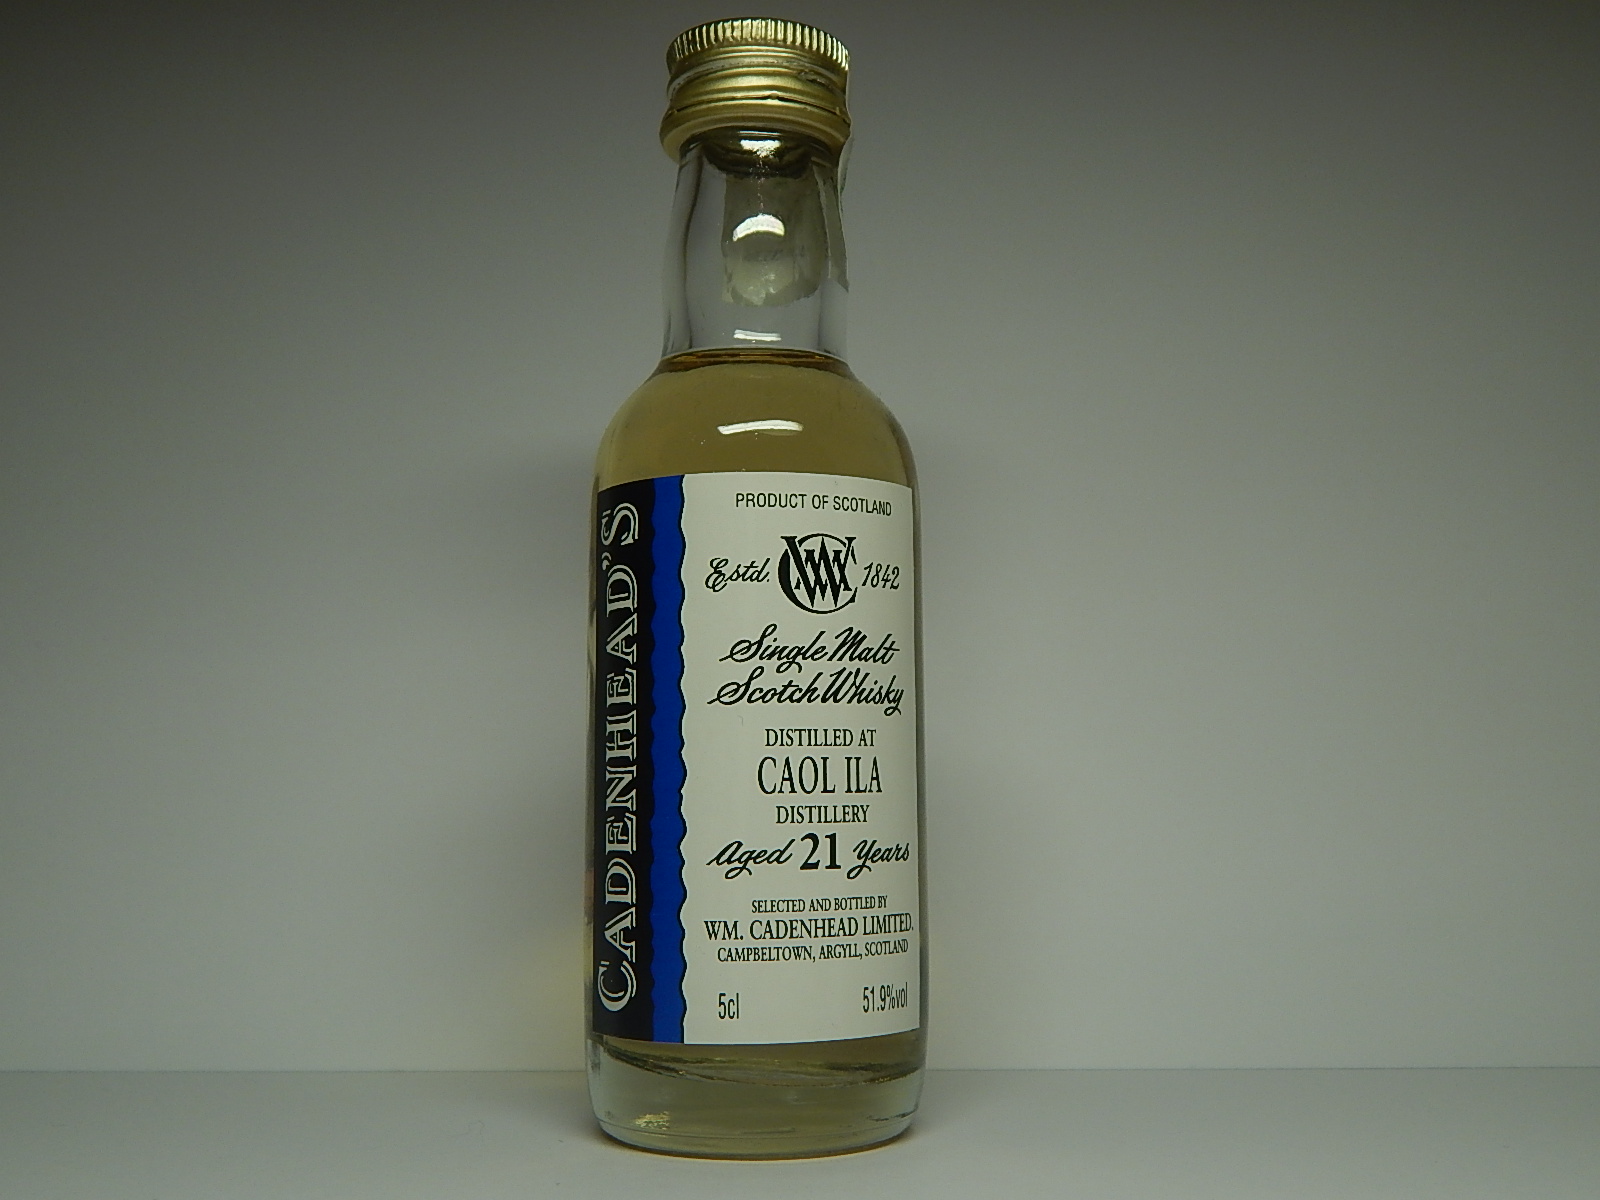 CADENHEAD'S
PRODUCT OF SCOTLAND
Estd. WMC 1842
Single Malt
Scotch Whisky
DISTILLED AT
CAOL ILA
DISTILLERY
Aged 21 Years
SELECTED AND BOTTLED BY
WM. CADENHEAD LIMITED.
CAMPBELTOWN, ARGYLL, SCOTLAND
5cl 51.9%vol